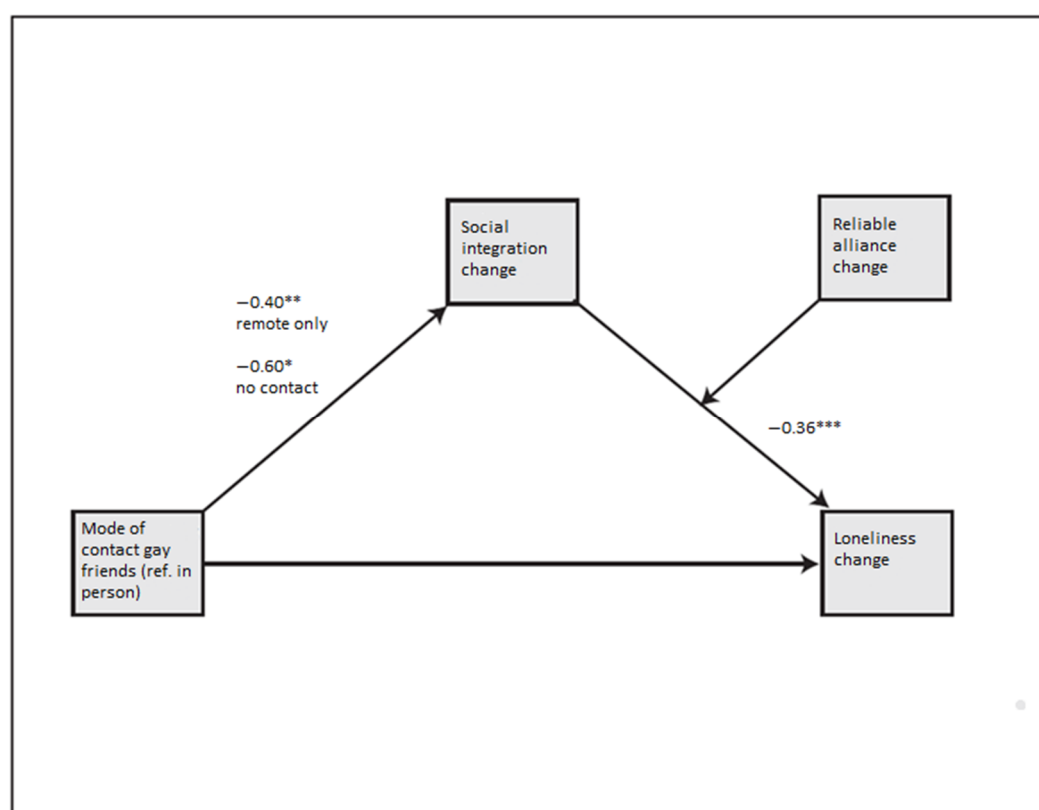 Social
integration
change
Reliable
alliance
change
−0.40**
remote only
−0.60*
no contact
−0.36***
Mode of
contact gay
friends (ref. in
person)
Loneliness
change